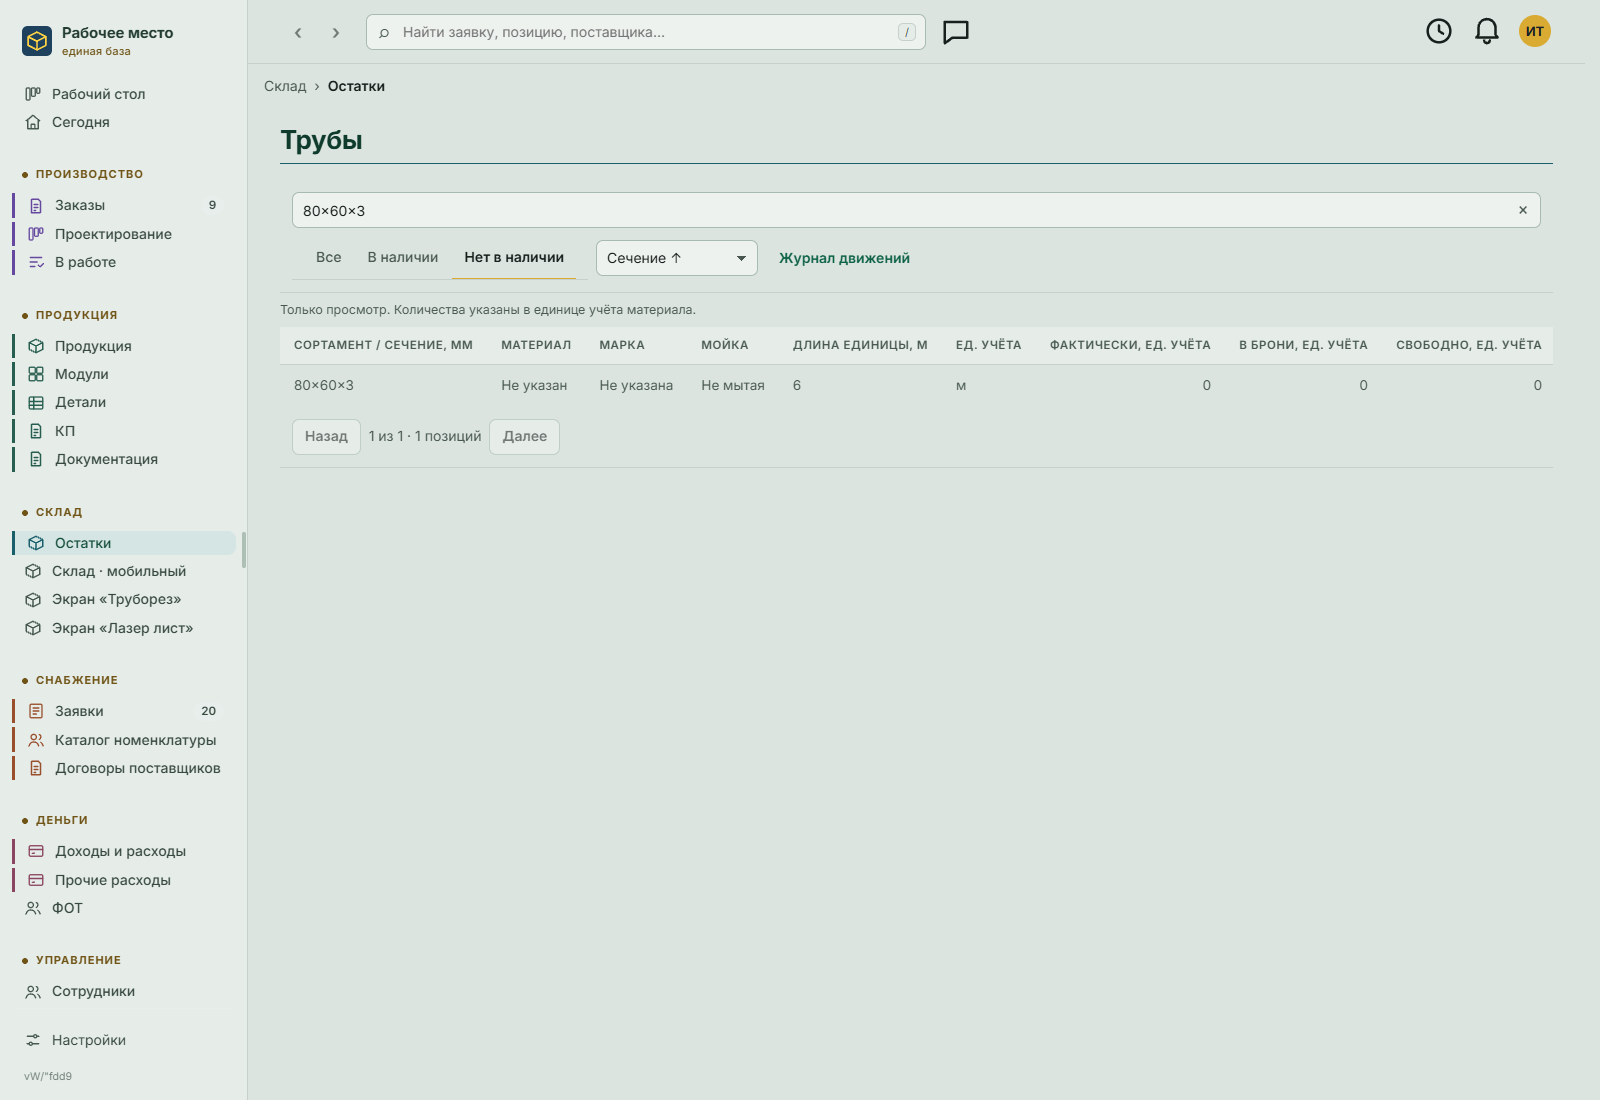 Рабочее место
единая база
Рабочий стол
Сегодня
ПРОИЗВОДСТВО
Заказы 9
Проектирование
В работе
ПРОДУКЦИЯ
Продукция
Модули
Детали
КП
Документация
СКЛАД
Остатки
Склад · мобильный
Экран «Труборез»
Экран «Лазер лист»
СНАБЖЕНИЕ
Заявки 20
Каталог номенклатуры
Договоры поставщиков
ДЕНЬГИ
Доходы и расходы
Прочие расходы
ФОТ
УПРАВЛЕНИЕ
Сотрудники
Настройки
vW/"fdd9
‹ › Найти заявку, позицию, поставщика... / ИТ
Склад › Остатки
Трубы
80×60×3 ×
Все В наличии Нет в наличии Сечение ↑ Журнал движений
Только просмотр. Количества указаны в единице учёта материала.
СОРТАМЕНТ / СЕЧЕНИЕ, ММ МАТЕРИАЛ МАРКА МОЙКА ДЛИНА ЕДИНИЦЫ, М ЕД. УЧЁТА ФАКТИЧЕСКИ, ЕД. УЧЁТА В БРОНИ, ЕД. УЧЁТА СВОБОДНО, ЕД. УЧЁТА
80×60×3 Не указан Не указана Не мытая 6 м 0 0 0
Назад 1 из 1 · 1 позиций Далее